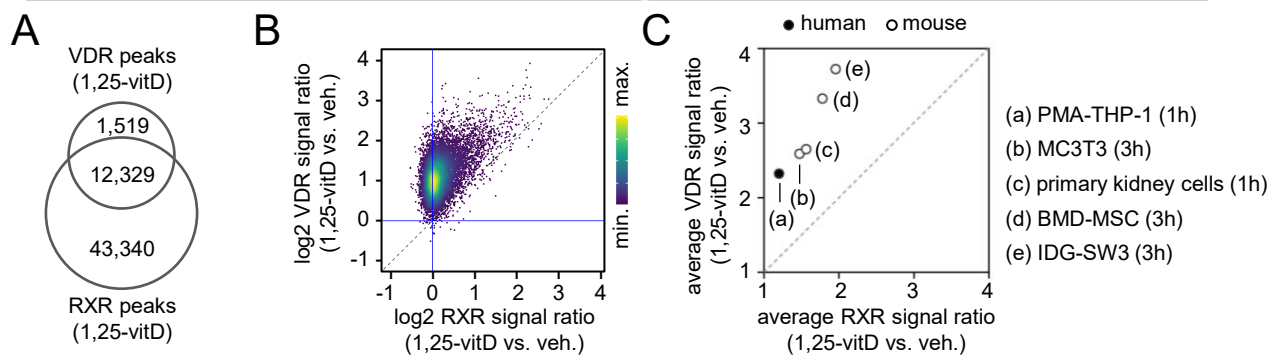 A
VDR peaks
(1,25-vitD)
1,519
12,329
43,340
RXR peaks
(1,25-vitD)
B
log2 VDR signal ratio
(1,25-vitD vs. veh.)
4
3
2
1
0
-1
-1 0 1 2 3 4
log2 RXR signal ratio
(1,25-vitD vs. veh.)
max.
min.
C
human mouse
average VDR signal ratio
(1,25-vitD vs. veh.)
4
3
2
1
1 2 3 4
(e)
(d)
(c)
(b)
(a)
average RXR signal ratio
(1,25-vitD vs. veh.)
(a) PMA-THP-1 (1h)
(b) MC3T3 (3h)
(c) primary kidney cells (1h)
(d) BMD-MSC (3h)
(e) IDG-SW3 (3h)